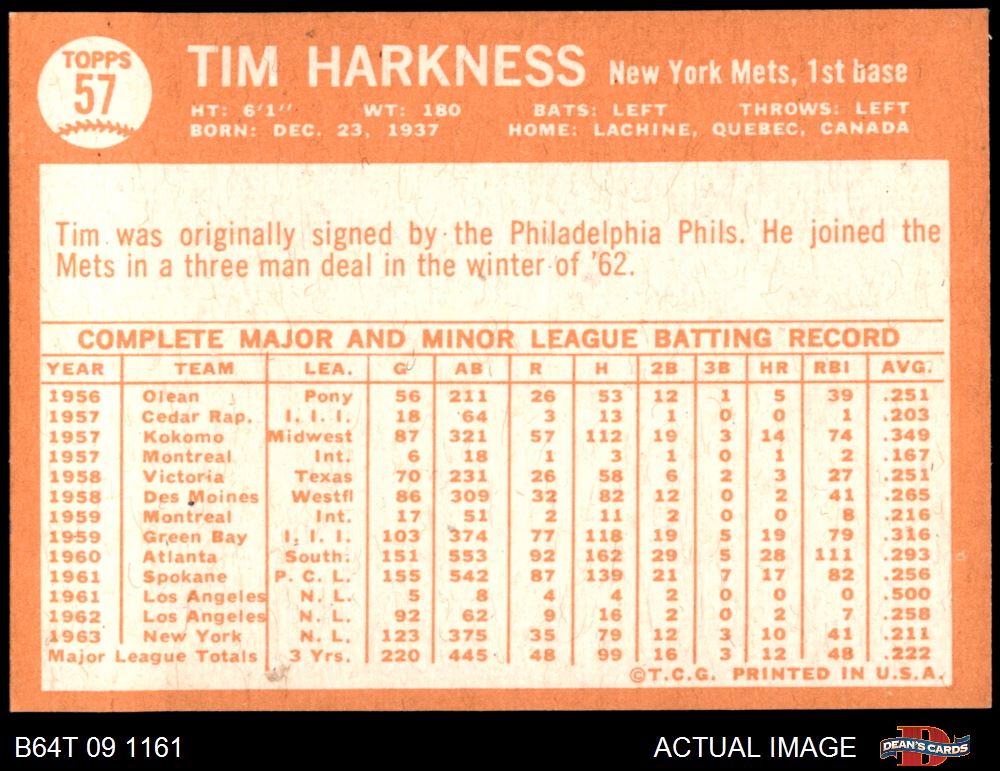 TOPPS
57
TIM HARKNESS New York Mets, 1st base
HT: 6'1" WT: 180 BATS: LEFT THROWS: LEFT
BORN: DEC. 23, 1937 HOME: LACHINE, QUEBEC, CANADA
Tim was originally signed by the Philadelphia Phils. He joined the
Mets in a three man deal in the winter of '62.
COMPLETE MAJOR AND MINOR LEAGUE BATTING RECORD
YEAR TEAM LEA. G AB R H 2B 3B HR RBI AVG.
1956 Olean Pony 56 211 26 53 12 1 5 39 .251
1957 Cedar Rap. I. I. I. 18 64 3 13 1 0 0 1 .203
1957 Kokomo Midwest 87 321 57 112 19 3 14 74 .349
1957 Montreal Int. 6 18 1 3 1 0 1 2 .167
1958 Victoria Texas 70 231 26 58 6 2 3 27 .251
1958 Des Moines Westfl 86 309 32 82 12 0 2 41 .265
1959 Montreal Int. 17 51 2 11 2 0 0 8 .216
1959 Green Bay I. I. I. 103 374 77 118 19 5 19 79 .316
1960 Atlanta South. 151 553 92 162 29 5 28 111 .293
1961 Spokane P. C. L. 155 542 87 139 21 7 17 82 .256
1961 Los Angeles N. L. 5 8 4 4 2 0 0 0 .500
1962 Los Angeles N. L. 92 62 9 16 2 0 2 7 .258
1963 New York N. L. 123 375 35 79 12 3 10 41 .211
Major League Totals 3 Yrs. 220 445 48 99 16 3 12 48 .222
©T.C.G. PRINTED IN U.S.A.
B64T 09 1161 ACTUAL IMAGE DEAN'S CARDS